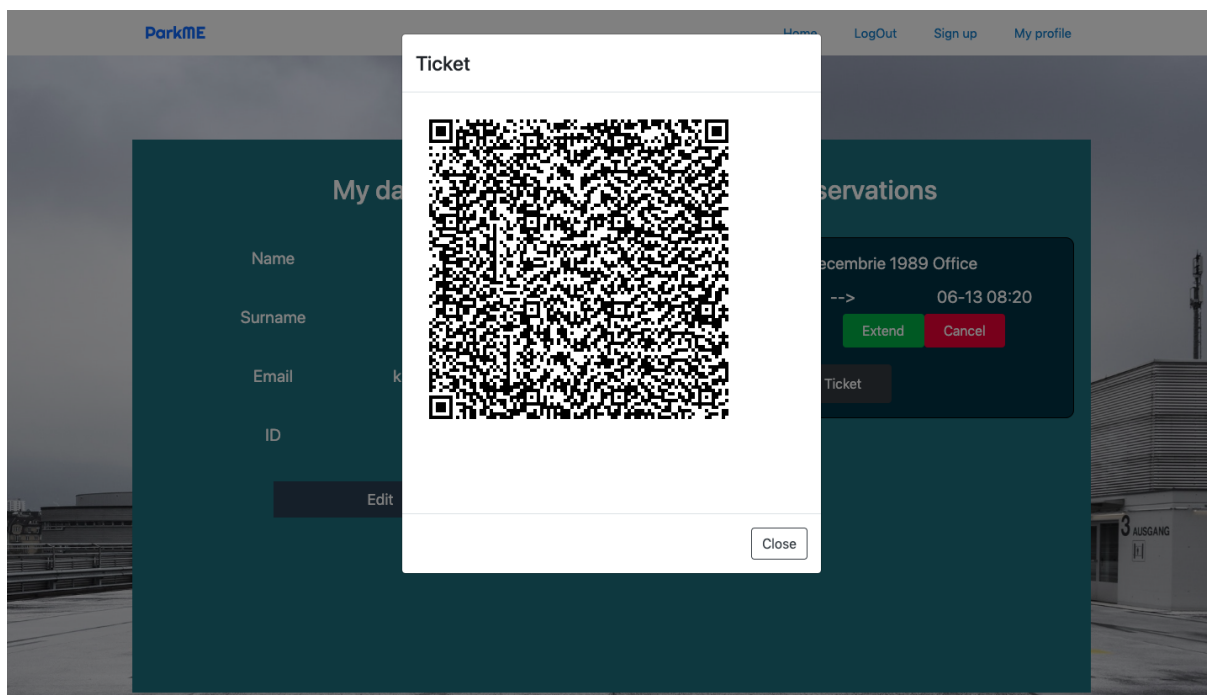 ParkME
Home LogOut Sign up My profile
Ticket
My da
servations
Name
ecembrie 1989 Office
--> 06-13 08:20
Surname
Extend Cancel
Email k
Ticket
ID
Edit
3 AUSGANG
Close